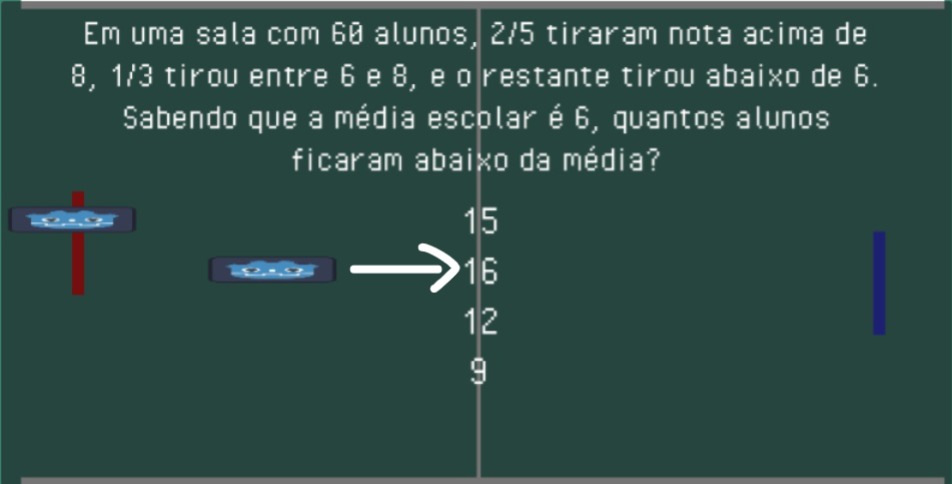 Em uma sala com 60 alunos, 2/5 tiraram nota acima de
8, 1/3 tirou entre 6 e 8, e o restante tirou abaixo de 6.
Sabendo que a média escolar é 6, quantos alunos
ficaram abaixo da média?
15
16
12
9